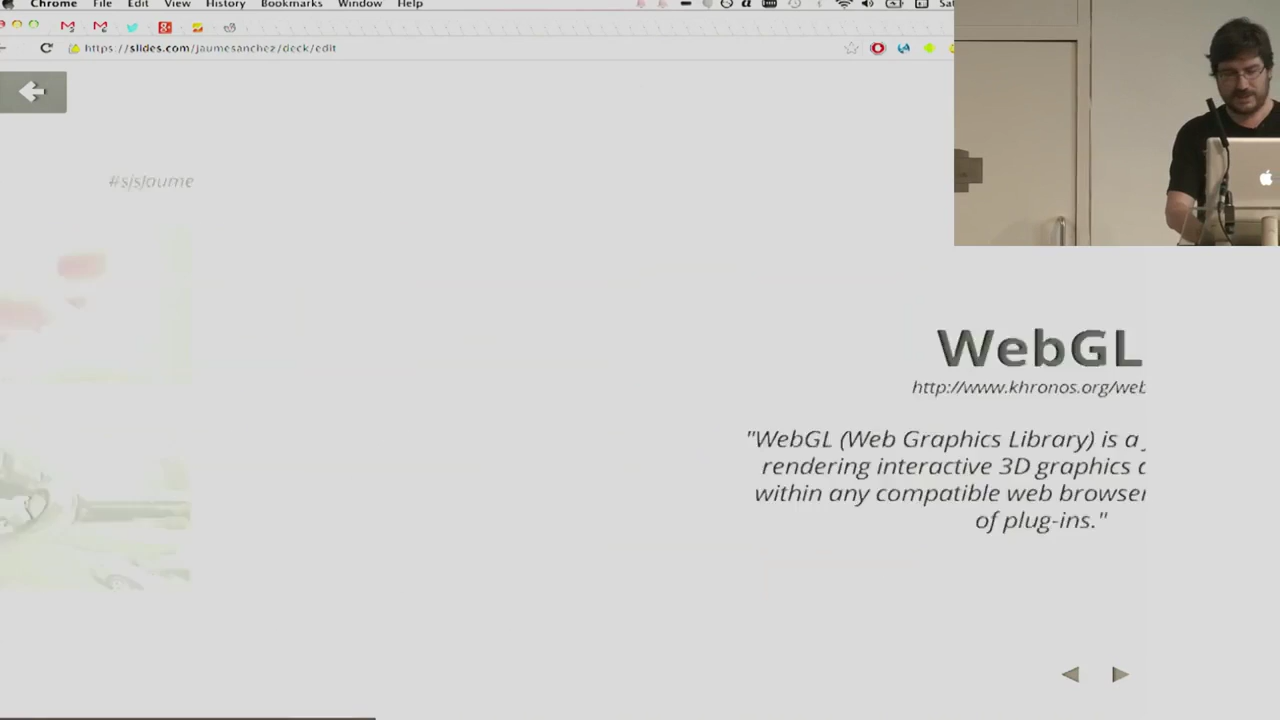 Chrome File Edit View History Bookmarks Window Help
https://slides.com/jaumesanchez/deck/edit
#sjsJaume
WebGL
http://www.khronos.org/web
"WebGL (Web Graphics Library) is a
rendering interactive 3D graphics
within any compatible web browser
of plug-ins."